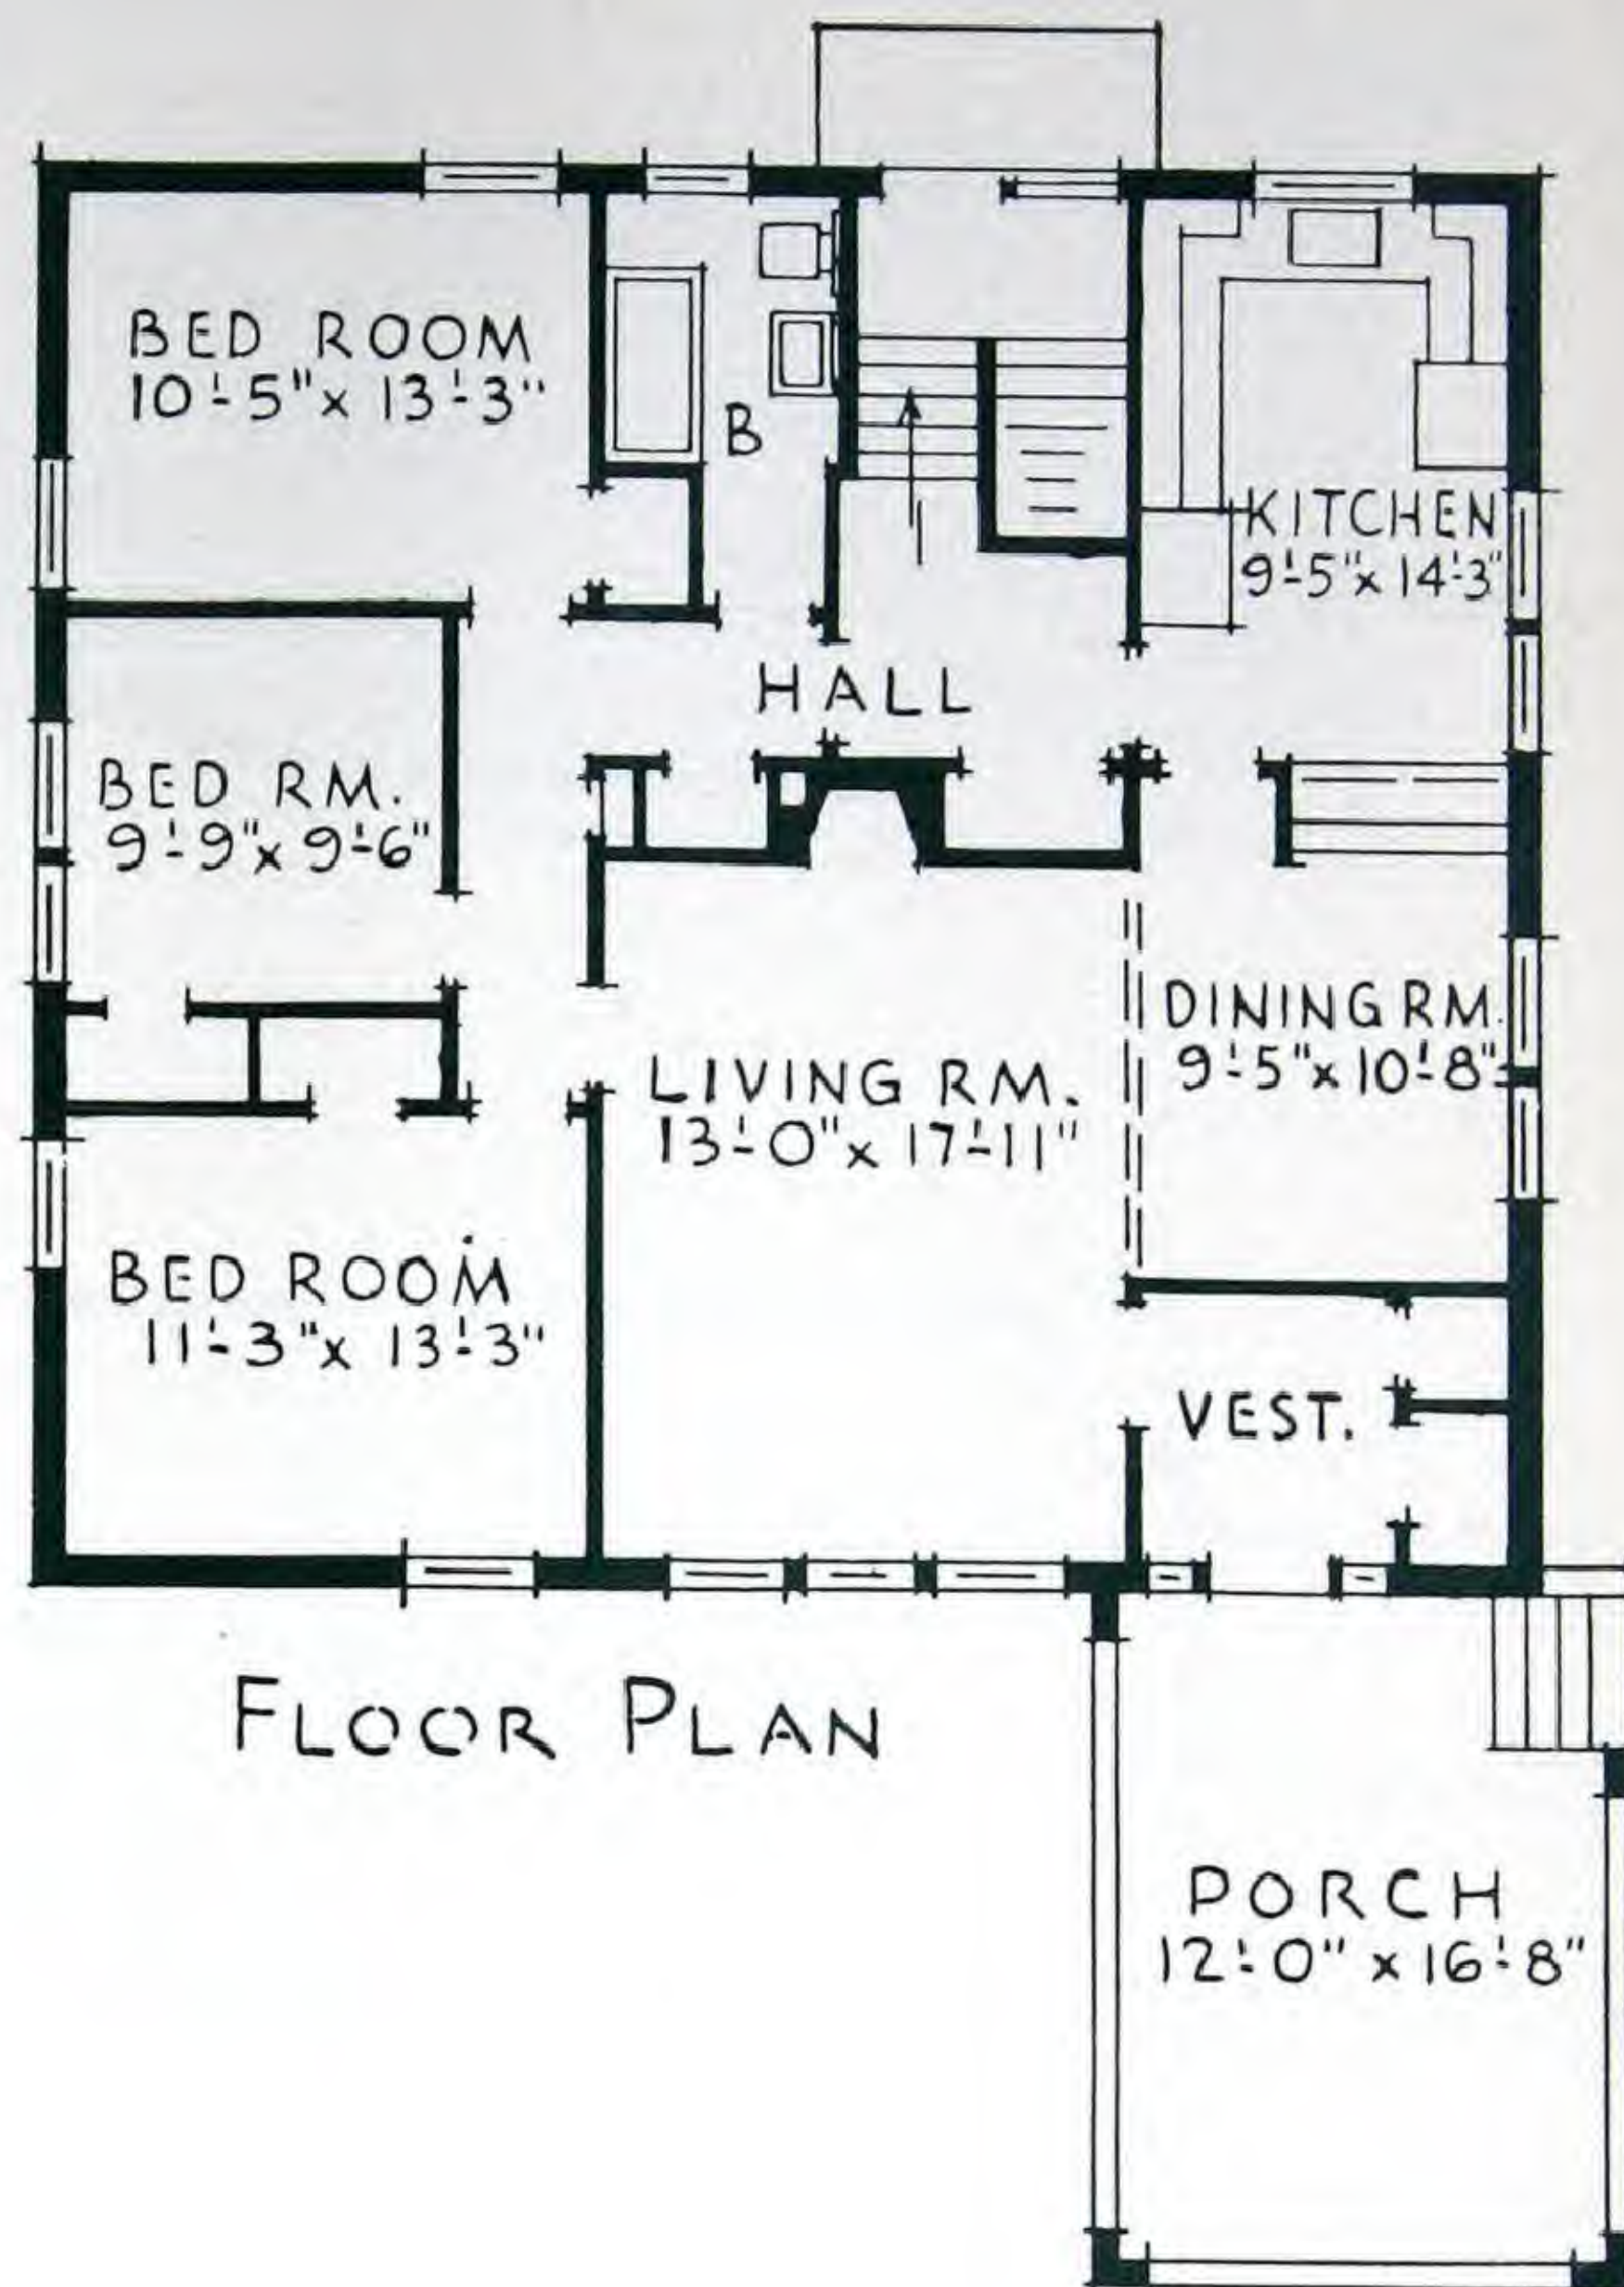 BED ROOM
10'-5" x 13'-3"
B
KITCHEN
9'-5" x 14'-3"
HALL
BED RM.
9'-9" x 9'-6"
DINING RM.
9'-5" x 10'-8"
LIVING RM.
13'-0" x 17'-11"
BED ROOM
11'-3" x 13'-3"
VEST.
FLOOR PLAN
PORCH
12'-0" x 16'-8"